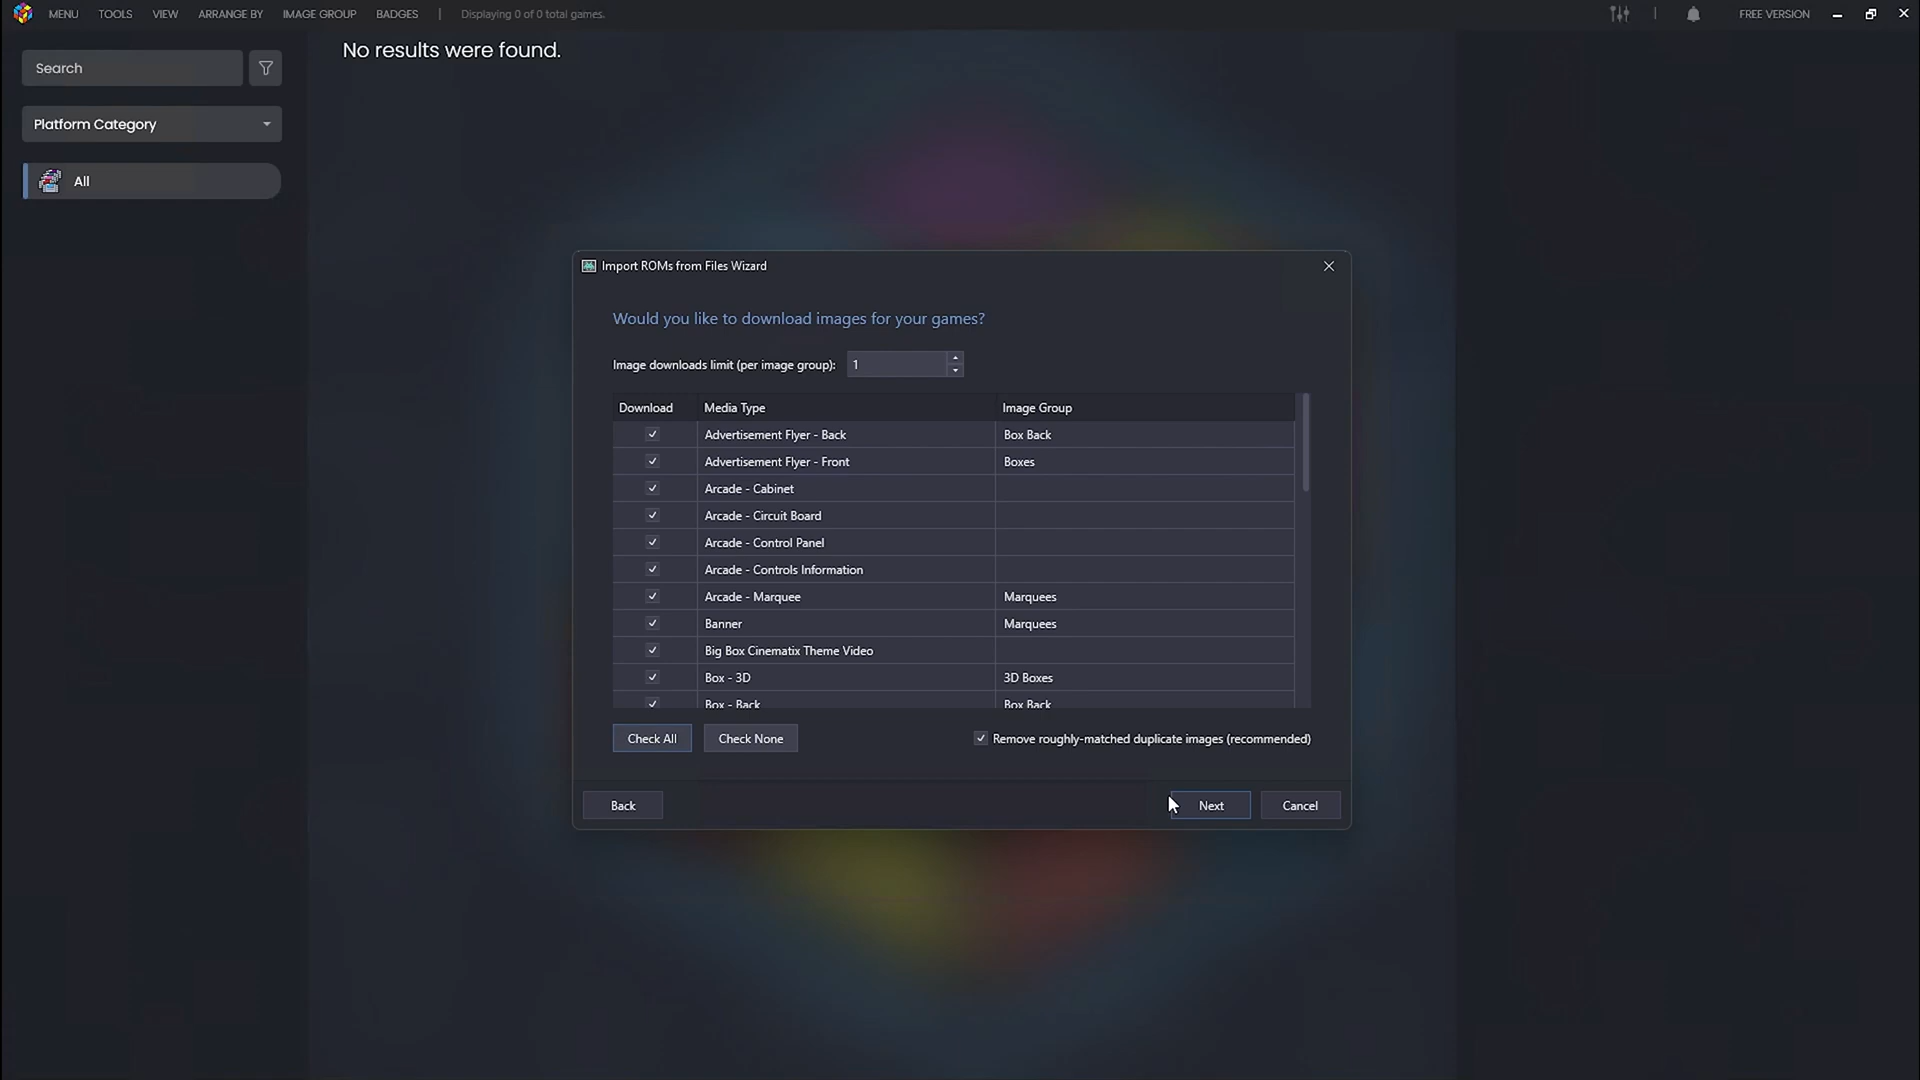 MENU TOOLS VIEW ARRANGE BY IMAGE GROUP BADGES | Displaying 0 of 0 total games. FREE VERSION
Search
No results were found.
Platform Category
All
Import ROMs from Files Wizard
Would you like to download images for your games?
Image downloads limit (per image group): 1
Download Media Type Image Group
Advertisement Flyer - Back Box Back
Advertisement Flyer - Front Boxes
Arcade - Cabinet
Arcade - Circuit Board
Arcade - Control Panel
Arcade - Controls Information
Arcade - Marquee Marquees
Banner Marquees
Big Box Cinematix Theme Video
Box - 3D 3D Boxes
Box - Back Box Back
Check All Check None Remove roughly-matched duplicate images (recommended)
Back Next Cancel